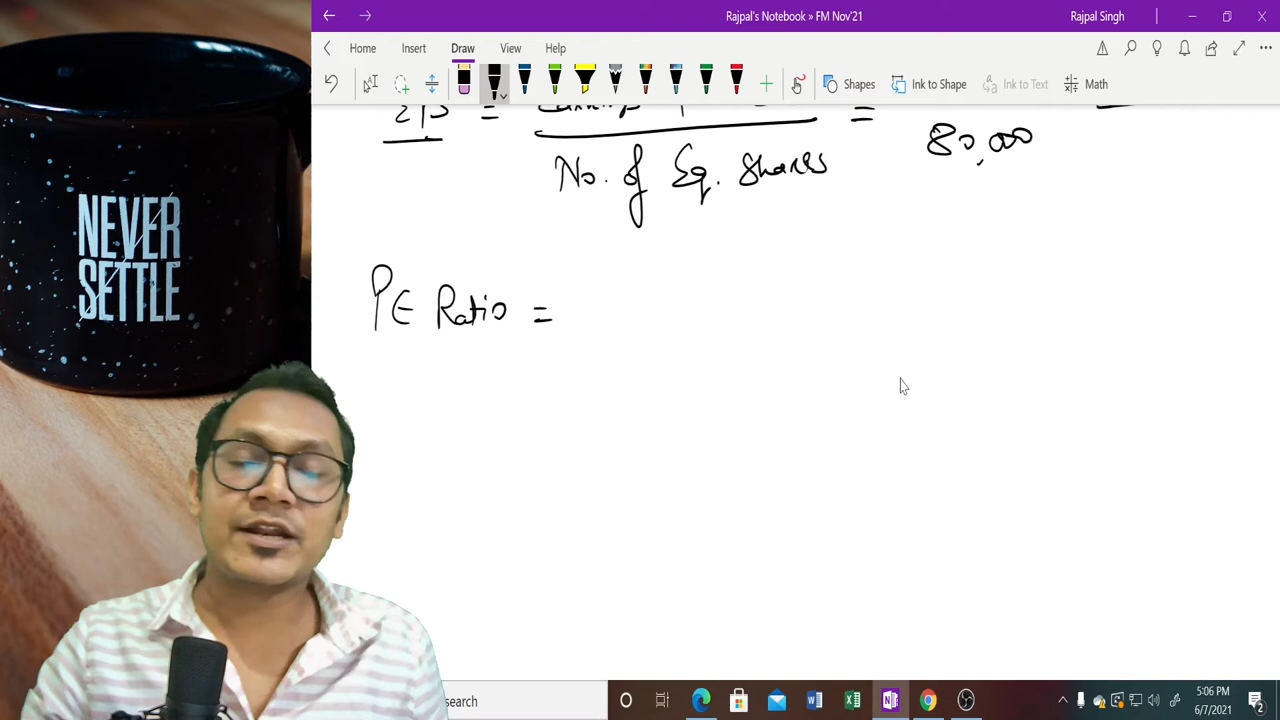 Rajpal's Notebook » FM Nov'21
Rajpal Singh
Home Insert Draw View Help
Shapes Ink to Shape Ink to Text Math
=
=
80,000
No. of Eq. Shares
PE Ratio =
NEVER
SETTLE
search
5:06 PM
6/7/2021
2